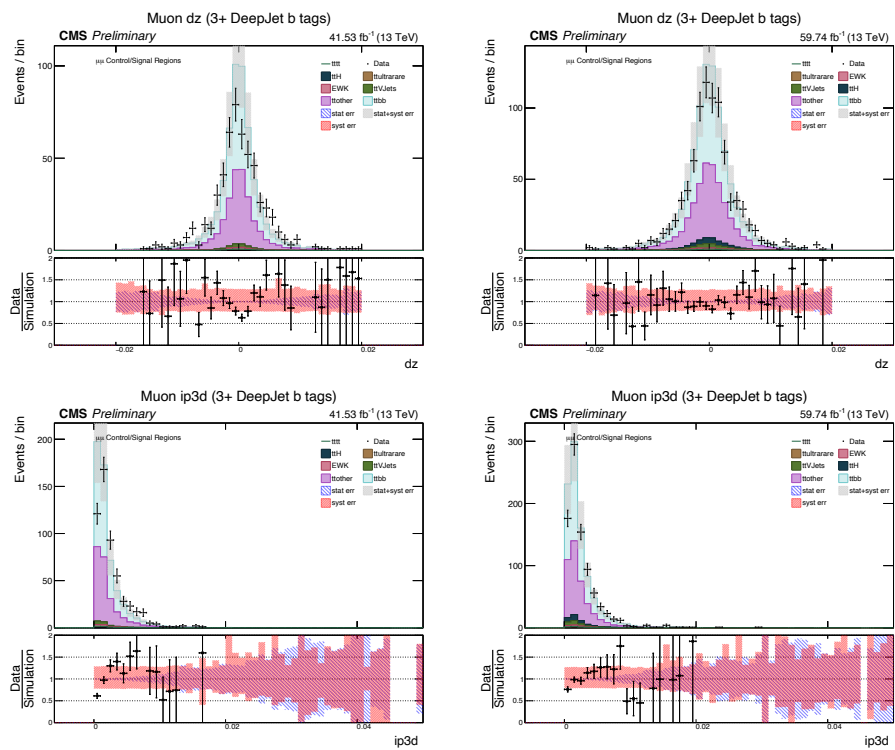 Muon dz (3+ DeepJet b tags)
CMS Preliminary 41.53 fb-1 (13 TeV)
Events / bin
μμ Control/Signal Regions
tttt Data
ttH ttultrarare
EWK ttVJets
ttother ttbb
stat err stat+syst err
syst err
100
50
0
Data
Simulation
2
1.5
1
0.5
−0.02 0 0.02
dz
Muon dz (3+ DeepJet b tags)
CMS Preliminary 59.74 fb-1 (13 TeV)
Events / bin
μμ Control/Signal Regions
tttt Data
ttultrarare EWK
ttVJets ttH
ttother ttbb
stat err stat+syst err
syst err
100
50
0
Data
Simulation
2
1.5
1
0.5
−0.02 0 0.02
dz
Muon ip3d (3+ DeepJet b tags)
CMS Preliminary 41.53 fb-1 (13 TeV)
Events / bin
μμ Control/Signal Regions
tttt Data
ttultrarare ttH
EWK ttVJets
ttother ttbb
stat err stat+syst err
syst err
200
150
100
50
0
Data
Simulation
2
1.5
1
0.5
0 0.02 0.04
ip3d
Muon ip3d (3+ DeepJet b tags)
CMS Preliminary 59.74 fb-1 (13 TeV)
Events / bin
μμ Control/Signal Regions
tttt Data
ttultrarare EWK
ttVJets ttH
ttother ttbb
stat err stat+syst err
syst err
300
200
100
0
Data
Simulation
2
1.5
1
0.5
0 0.02 0.04
ip3d